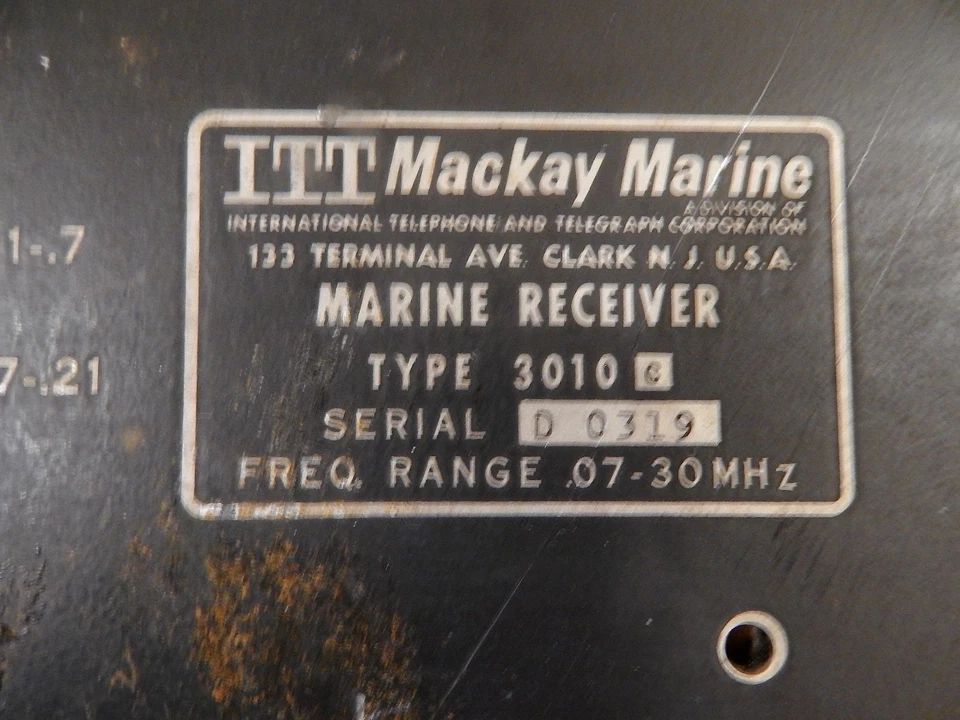 ITT Mackay Marine
A DIVISION OF
INTERNATIONAL TELEPHONE AND TELEGRAPH CORPORATION
133 TERMINAL AVE. CLARK N. J. U.S.A.
MARINE RECEIVER
TYPE 3010
SERIAL D 0319
FREQ. RANGE .07-30MHz
1-.7
7-.21